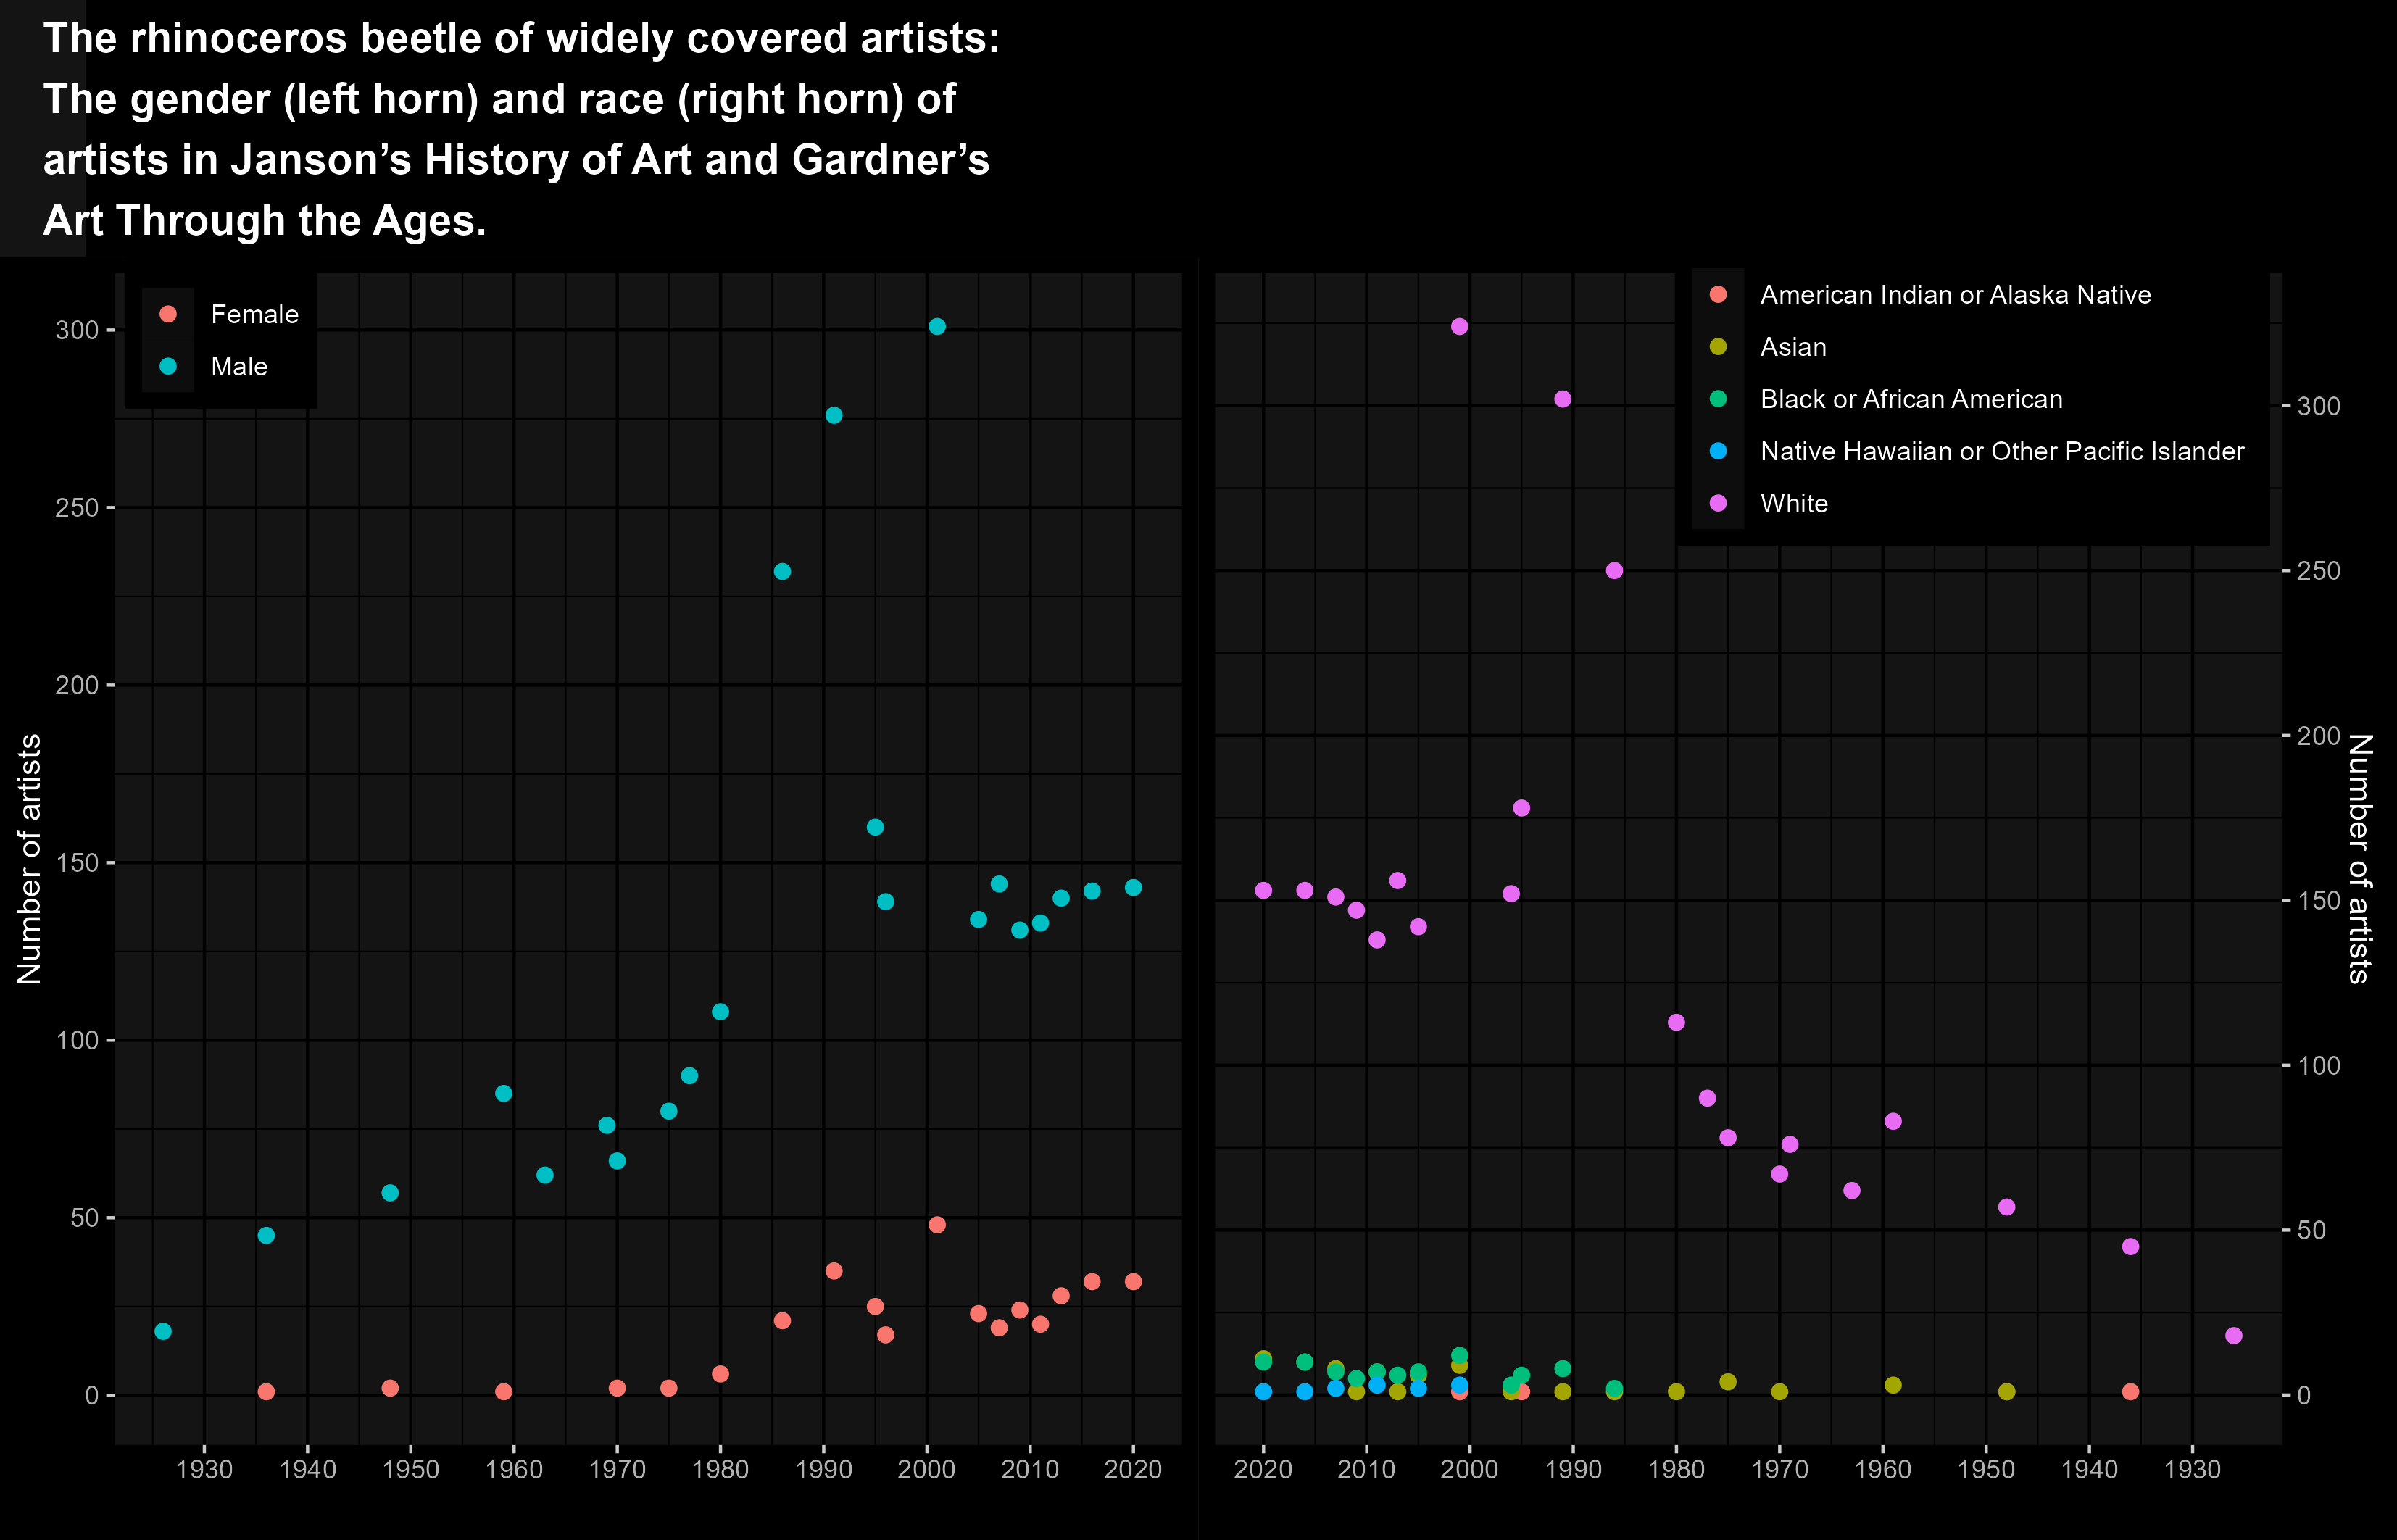 The rhinoceros beetle of widely covered artists:
The gender (left horn) and race (right horn) of
artists in Janson’s History of Art and Gardner’s
Art Through the Ages.
Female
Male
300
250
200
150
100
50
0
Number of artists
1930 1940 1950 1960 1970 1980 1990 2000 2010 2020
American Indian or Alaska Native
Asian
Black or African American
Native Hawaiian or Other Pacific Islander
White
300
250
200
150
100
50
0
Number of artists
2020 2010 2000 1990 1980 1970 1960 1950 1940 1930